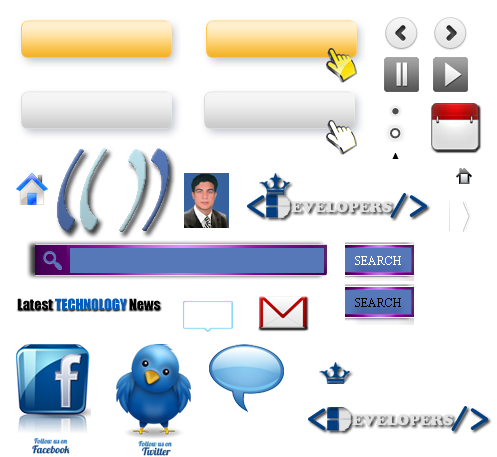 <DEVELOPERS/>
SEARCH
SEARCH
Latest TECHNOLOGY News
f
Follow us on
Facebook
Follow us on
Twitter
<DEVELOPERS/>